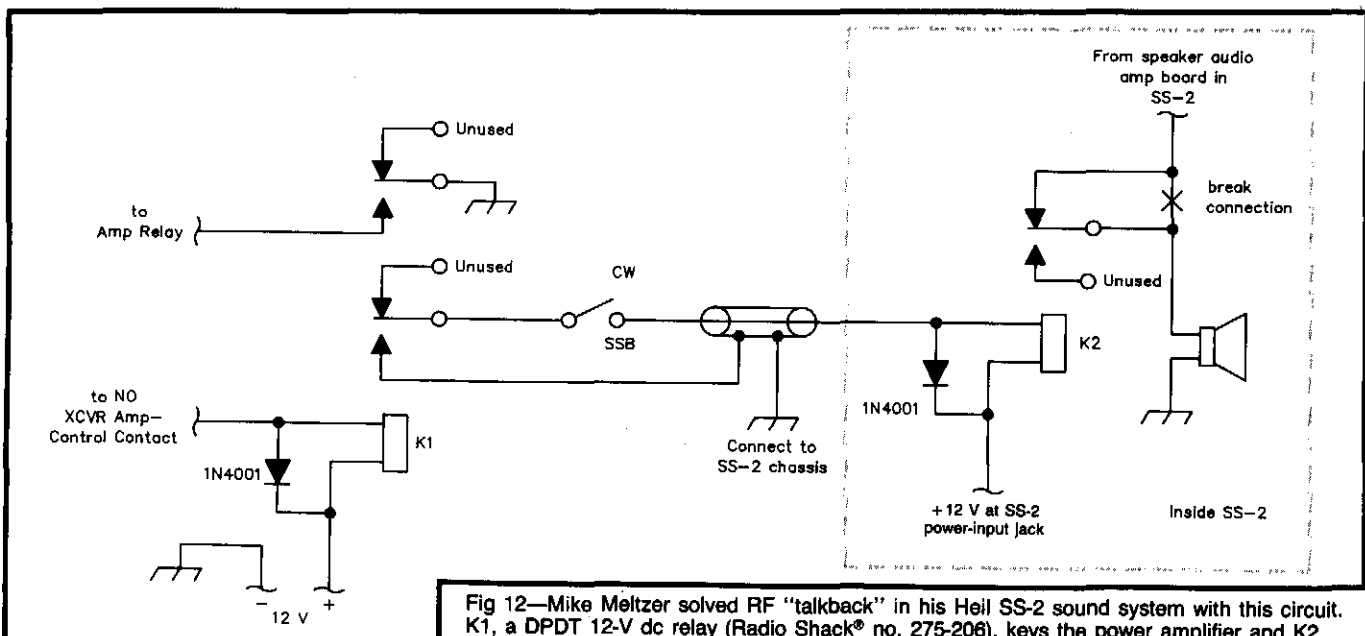 From speaker audio
amp board in
SS-2
Unused
to
Amp Relay
break
connection
Unused
CW
SSB
Unused
K2
to NO
XCVR Amp-
Control Contact
K1
1N4001
1N4001
Connect to
SS-2 chassis
+12 V at SS-2
power-input jack
Inside SS-2
- 12 V +
Fig 12—Mike Meltzer solved RF "talkback" in his Heil SS-2 sound system with this circuit.
K1, a DPDT 12-V dc relay (Radio Shack® no. 275-206), keys the power amplifier and K2